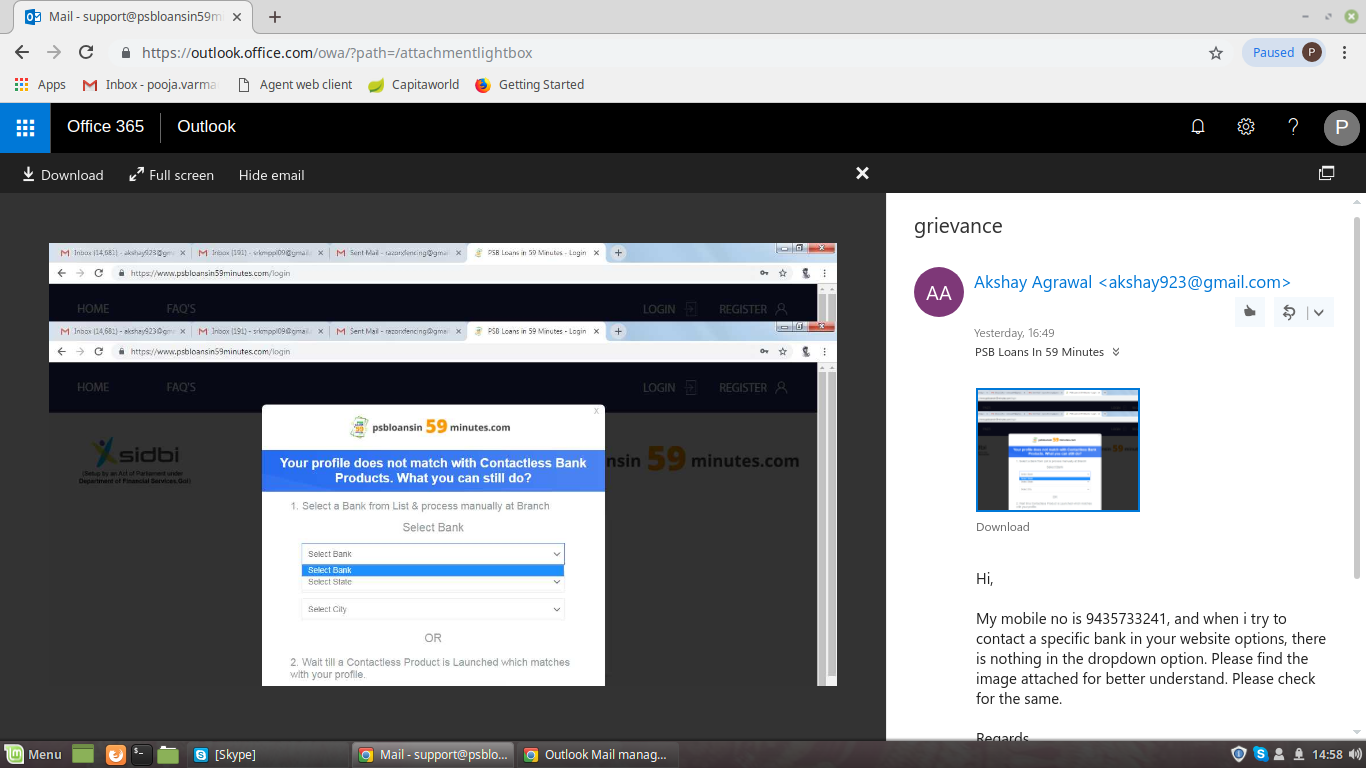 Mail - support@psbloansin59m
https://outlook.office.com/owa/?path=/attachmentlightbox
Paused P
Apps Inbox - pooja.varma Agent web client Capitaworld Getting Started
Office 365 Outlook P
Download Full screen Hide email
Inbox (14,681) - akshay923@gm Inbox (191) - srkmppl09@gmail. Sent Mail - razorxfencing@gmail PSB Loans in 59 Minutes - Login
https://www.psbloansin59minutes.com/login
HOME FAQ'S LOGIN REGISTER
Inbox (14,681) - akshay923@gm Inbox (191) - srkmppl09@gmail. Sent Mail - razorxfencing@gmail PSB Loans in 59 Minutes - Login
https://www.psbloansin59minutes.com/login
HOME FAQ'S LOGIN REGISTER
x
psbloansin 59 minutes.com
sidbi
(Setup by an Act of Parliament under
Department of Financial Services GoI)
nsin 59 minutes.com
Your profile does not match with Contactless Bank
Products. What you can still do?
1. Select a Bank from List & process manually at Branch
Select Bank
Select Bank
Select Bank
Select State
Select City
OR
2. Wait till a Contactless Product is Launched which matches
with your profile.
grievance
AA
Akshay Agrawal <akshay923@gmail.com>
Yesterday, 16:49
PSB Loans In 59 Minutes
Download
Hi,
My mobile no is 9435733241, and when i try to
contact a specific bank in your website options, there
is nothing in the dropdown option. Please find the
image attached for better understand. Please check
for the same.
Regards
Menu [Skype] Mail - support@psblo... Outlook Mail manag... 14:58